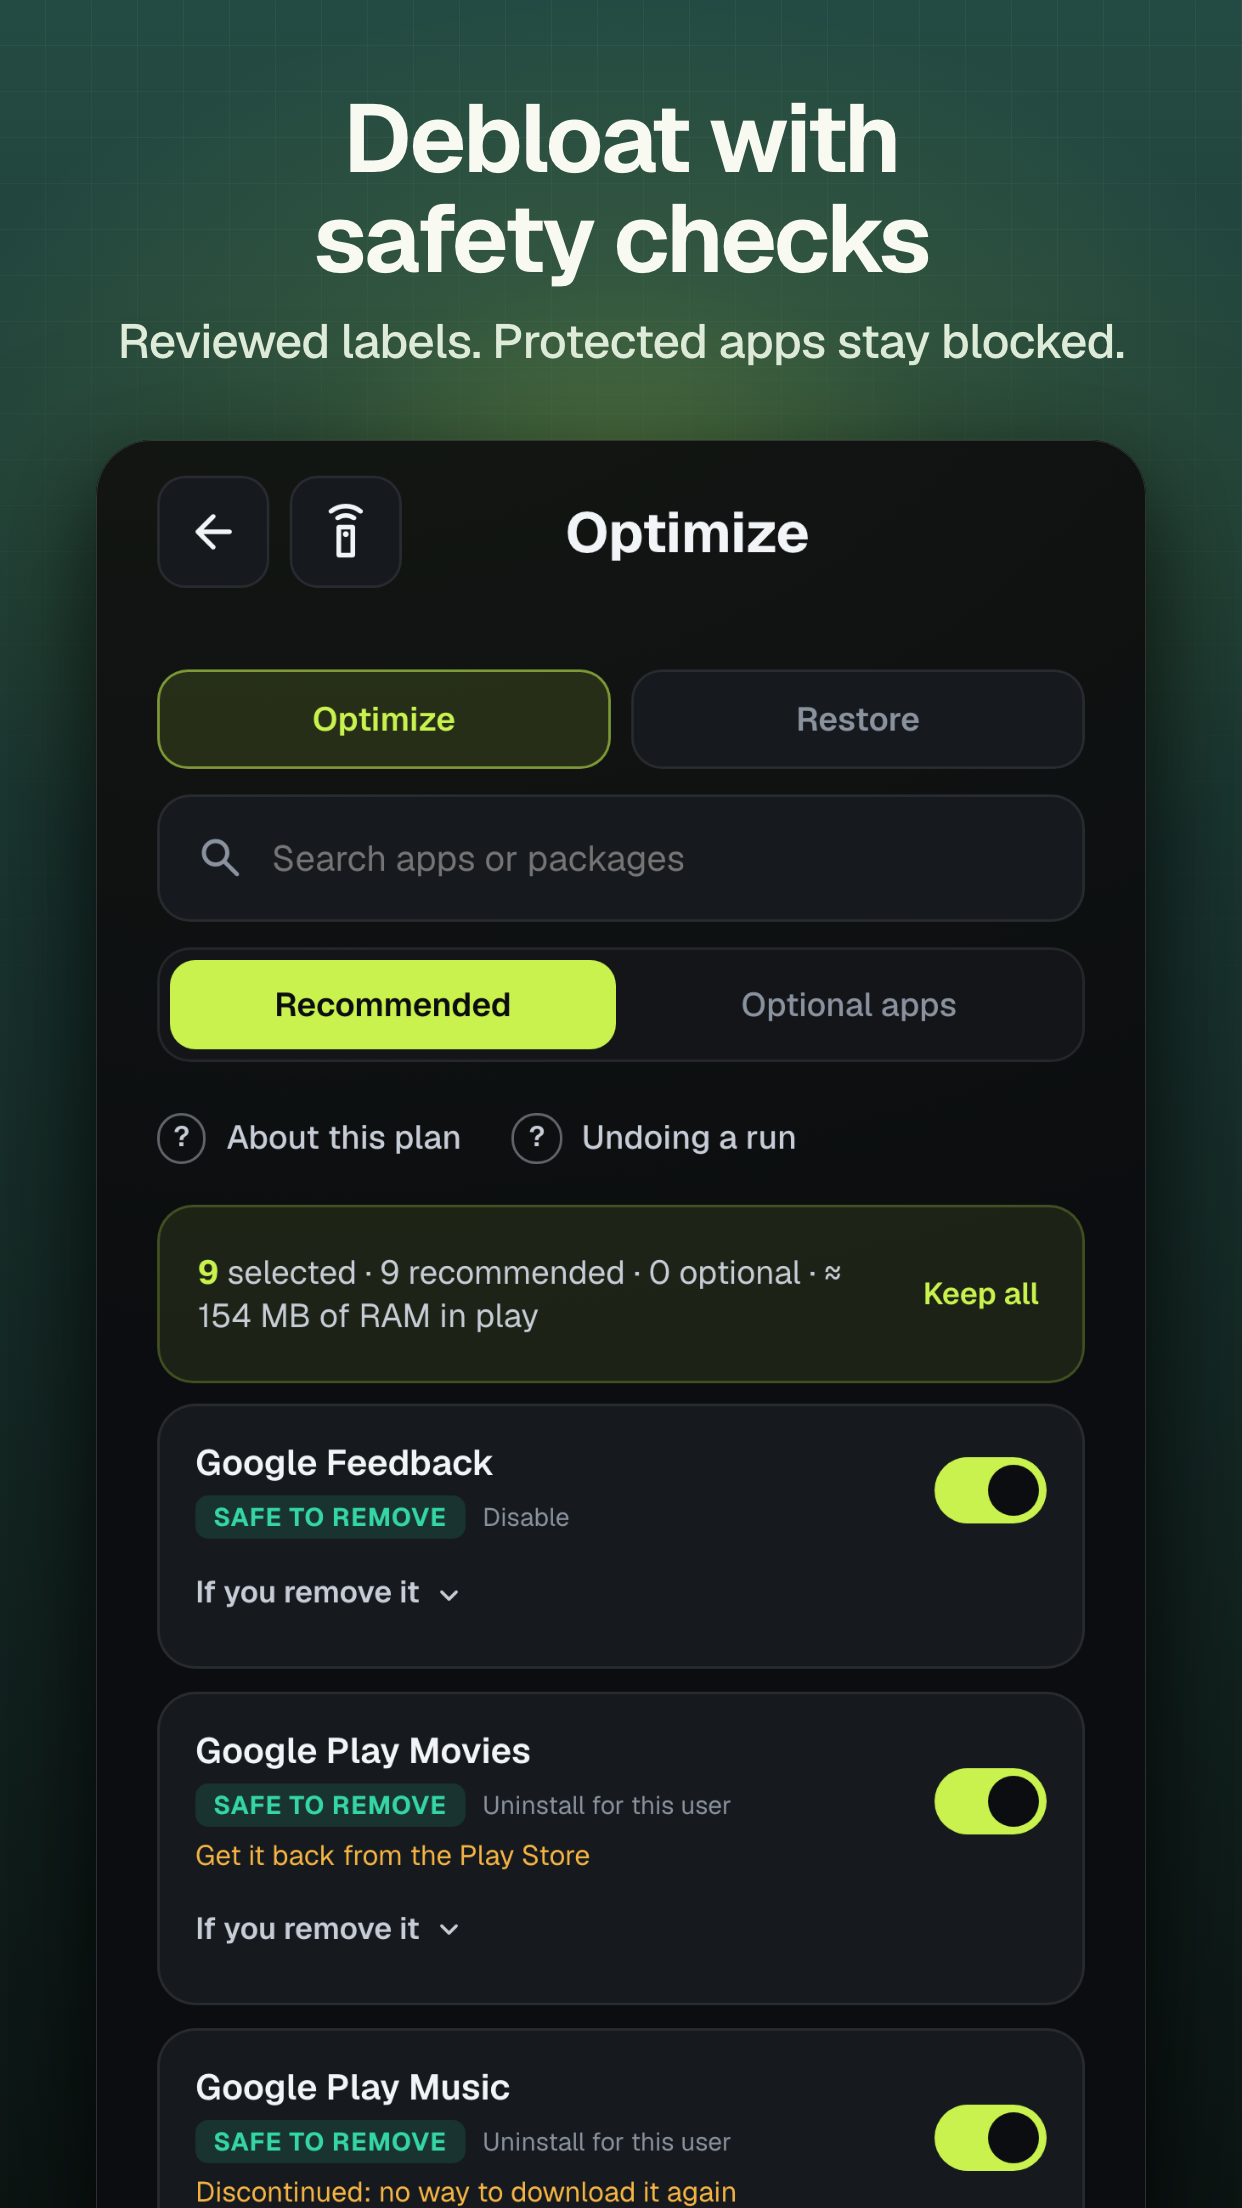 Debloat with
safety checks
Reviewed labels. Protected apps stay blocked.
Optimize
Optimize
Restore
Search apps or packages
Recommended
Optional apps
? About this plan
? Undoing a run
9 selected · 9 recommended · 0 optional · ≈
154 MB of RAM in play
Keep all
Google Feedback
SAFE TO REMOVE Disable
If you remove it
Google Play Movies
SAFE TO REMOVE Uninstall for this user
Get it back from the Play Store
If you remove it
Google Play Music
SAFE TO REMOVE Uninstall for this user
Discontinued: no way to download it again